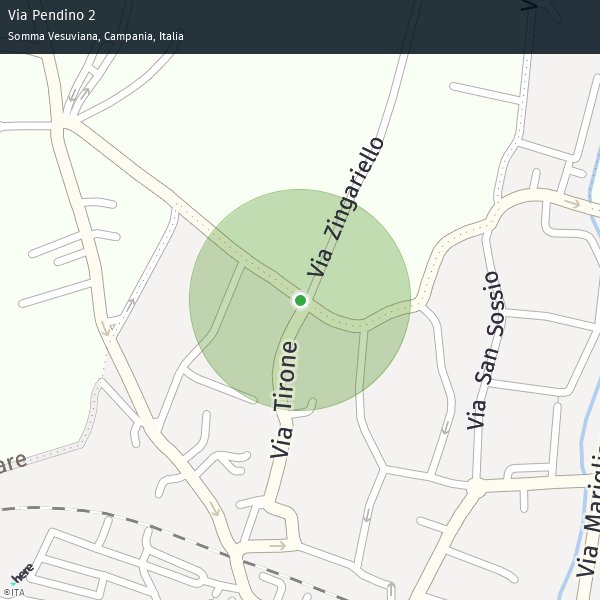 Via Pendino 2
Somma Vesuviana, Campania, Italia
Via Zingariello
Via San Sossio
Via Tirone
are
Via Mariglia
here
©ITA